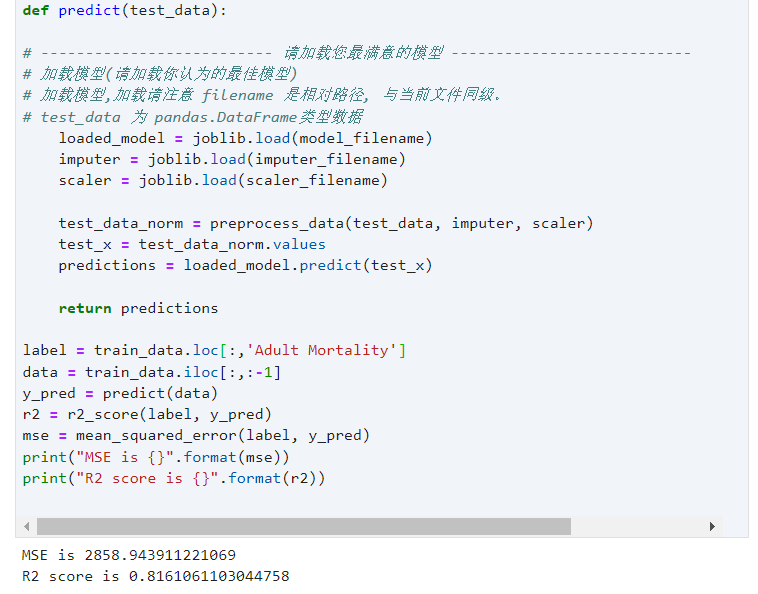 def predict(test_data):
# -------------------------- 请加载您最满意的模型 ---------------------------
# 加载模型(请加载你认为的最佳模型)
# 加载模型,加载请注意 filename 是相对路径, 与当前文件同级。
# test_data 为 pandas.DataFrame类型数据
    loaded_model = joblib.load(model_filename)
    imputer = joblib.load(imputer_filename)
    scaler = joblib.load(scaler_filename)
    test_data_norm = preprocess_data(test_data, imputer, scaler)
    test_x = test_data_norm.values
    predictions = loaded_model.predict(test_x)
    return predictions
label = train_data.loc[:,'Adult Mortality']
data = train_data.iloc[:,:-1]
y_pred = predict(data)
r2 = r2_score(label, y_pred)
mse = mean_squared_error(label, y_pred)
print("MSE is {}".format(mse))
print("R2 score is {}".format(r2))
MSE is 2858.943911221069
R2 score is 0.8161061103044758